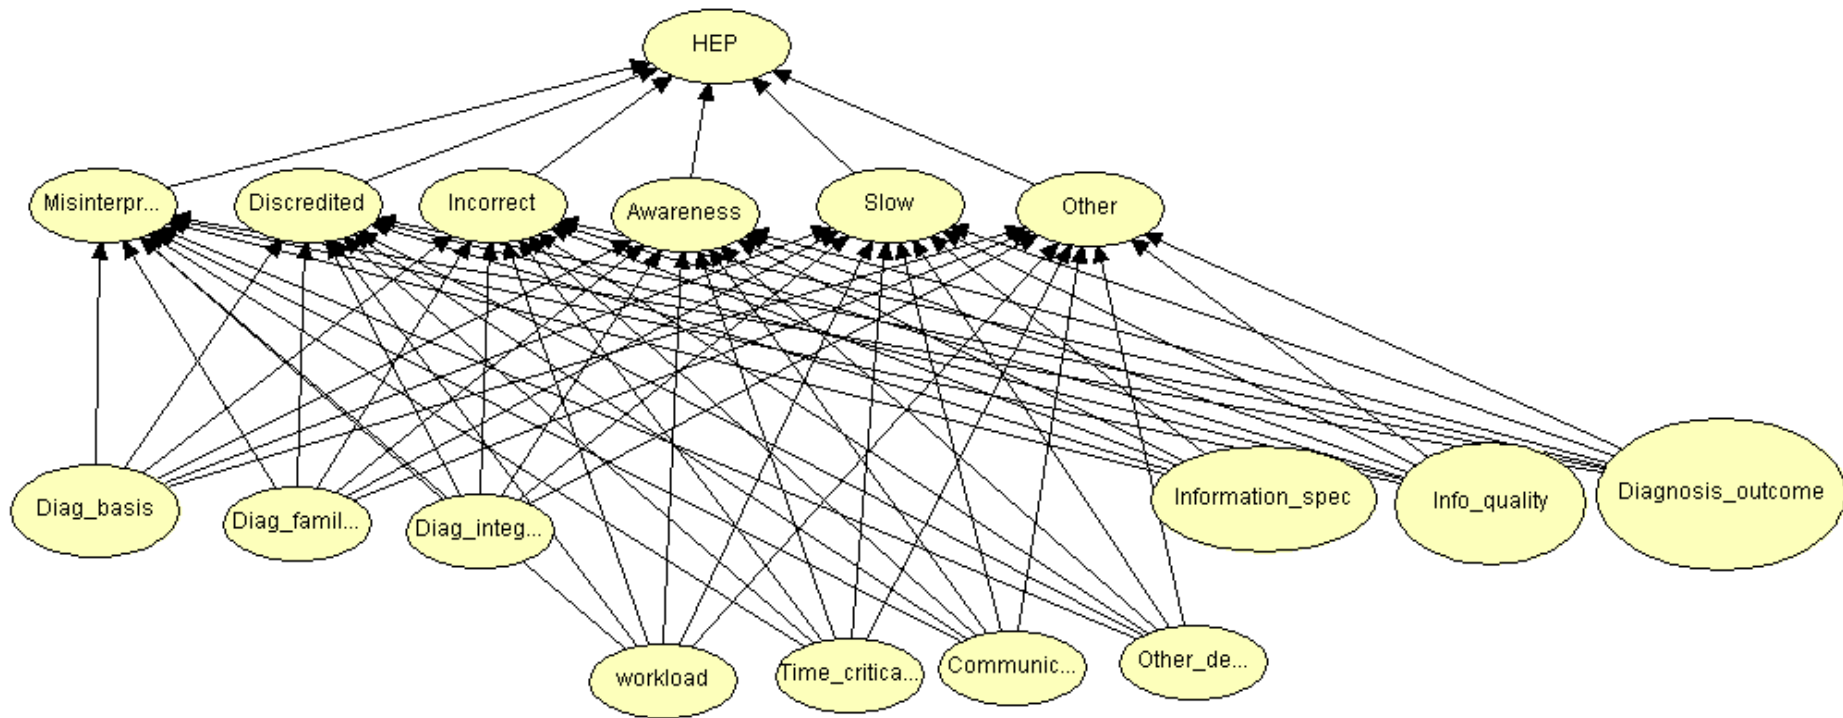 HEP
Misinterpr...
Discredited
Incorrect
Awareness
Slow
Other
Diag_basis
Diag_famil...
Diag_integ...
Information_spec
Info_quality
Diagnosis_outcome
workload
Time_critica...
Communic...
Other_de...